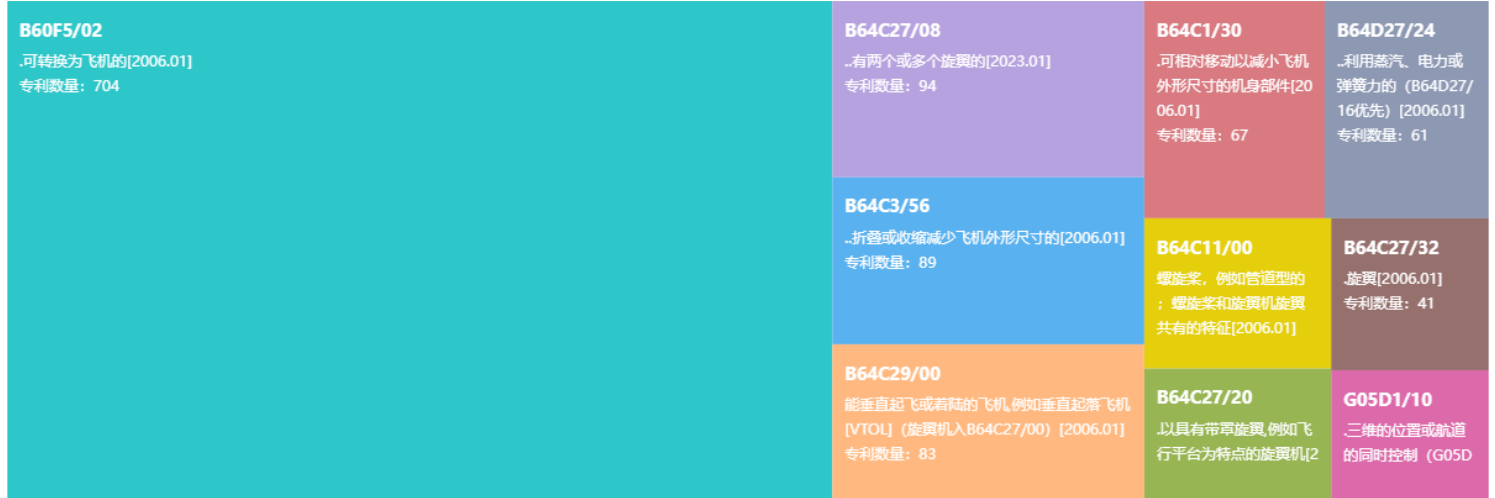 B60F5/02
.可转换为飞机的[2006.01]
专利数量：704
B64C27/08
..有两个或多个旋翼的[2023.01]
专利数量：94
B64C3/56
..折叠或收缩减少飞机外形尺寸的[2006.01]
专利数量：89
B64C29/00
能垂直起飞或着陆的飞机,例如垂直起落飞机
[VTOL]（旋翼机入B64C27/00）[2006.01]
专利数量：83
B64C1/30
.可相对移动以减小飞机
外形尺寸的机身部件[20
06.01]
专利数量：67
B64D27/24
..利用蒸汽、电力或
弹簧力的（B64D27/
16优先）[2006.01]
专利数量：61
B64C11/00
螺旋桨，例如管道型的
；螺旋桨和旋翼机旋翼
共有的特征[2006.01]
B64C27/32
.旋翼[2006.01]
专利数量：41
B64C27/20
.以具有带罩旋翼,例如飞
行平台为特点的旋翼机[2
G05D1/10
.三维的位置或航道
的同时控制（G05D